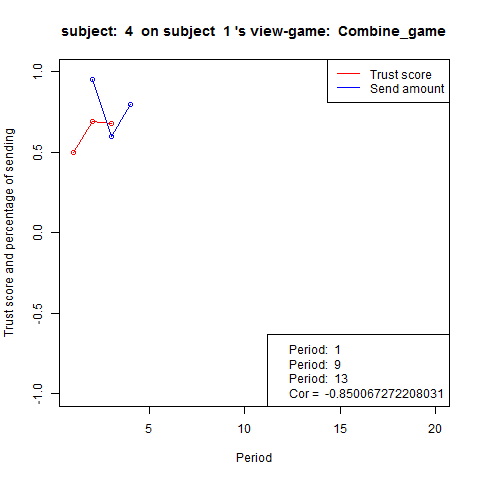 subject:  4  on subject  1 's view-game:  Combine_game
Trust score
Send amount
Trust score and percentage of sending
1.0
0.5
0.0
-0.5
-1.0
Period:  1
Period:  9
Period:  13
Cor =  -0.850067272208031
5
10
15
20
Period